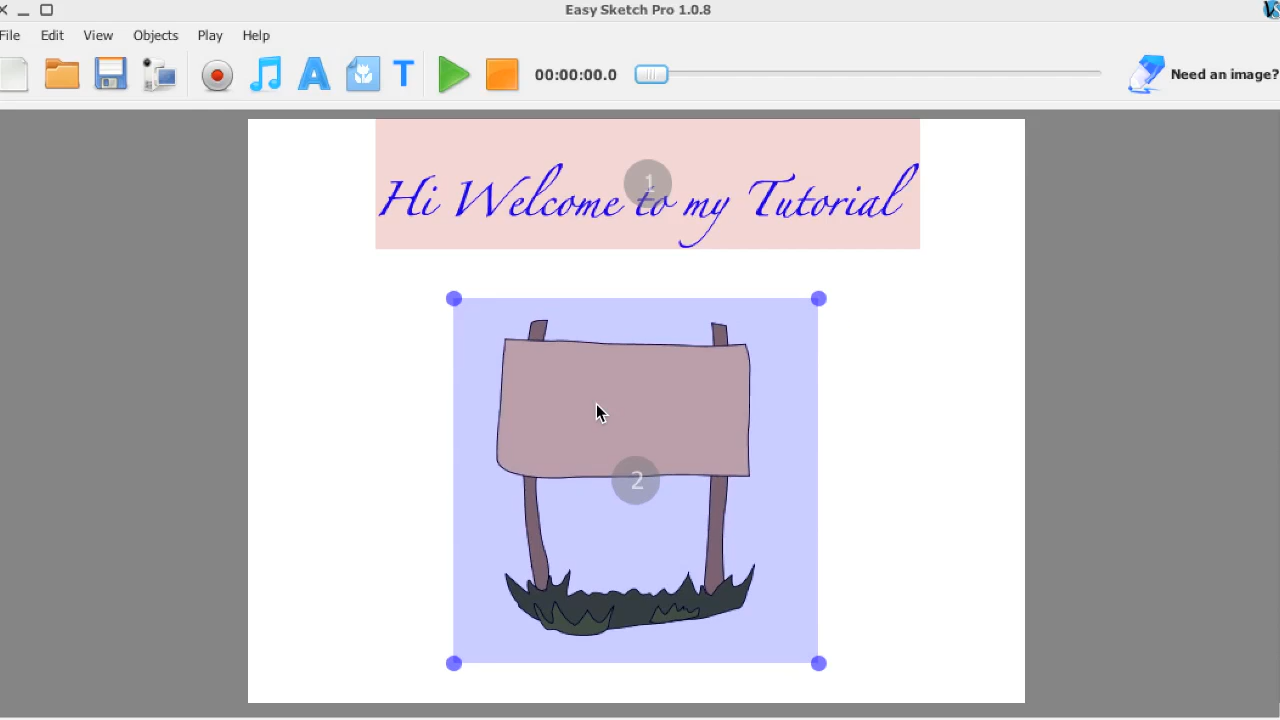 Easy Sketch Pro 1.0.8
File Edit View Objects Play Help
A T 00:00:00.0 Need an image?
1
Hi Welcome to my Tutorial
2